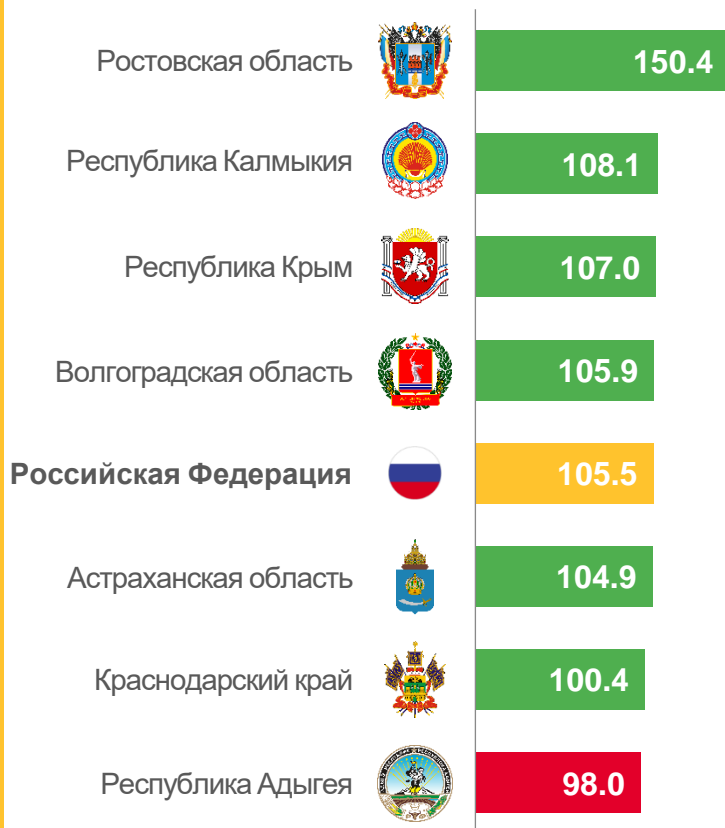 Ростовская область 150.4
Республика Калмыкия 108.1
Республика Крым 107.0
Волгоградская область 105.9
Российская Федерация 105.5
Астраханская область 104.9
Краснодарский край 100.4
Республика Адыгея 98.0